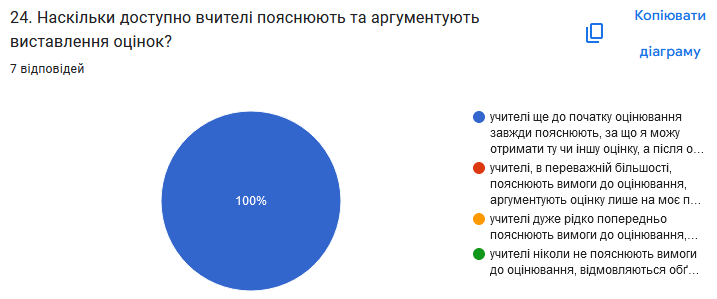 24. Наскільки доступно вчителі пояснюють та аргументують
виставлення оцінок?
7 відповідей
Копіювати
діаграму
100%
учителі ще до початку оцінювання
завжди пояснюють, за що я можу
отримати ту чи іншу оцінку, а після о…
учителі, в переважній більшості,
пояснюють вимоги до оцінювання,
аргументують оцінку лише на моє п…
учителі дуже рідко попередньо
пояснюють вимоги до оцінювання,…
учителі ніколи не пояснюють вимоги
до оцінювання, відмовляються обґ…